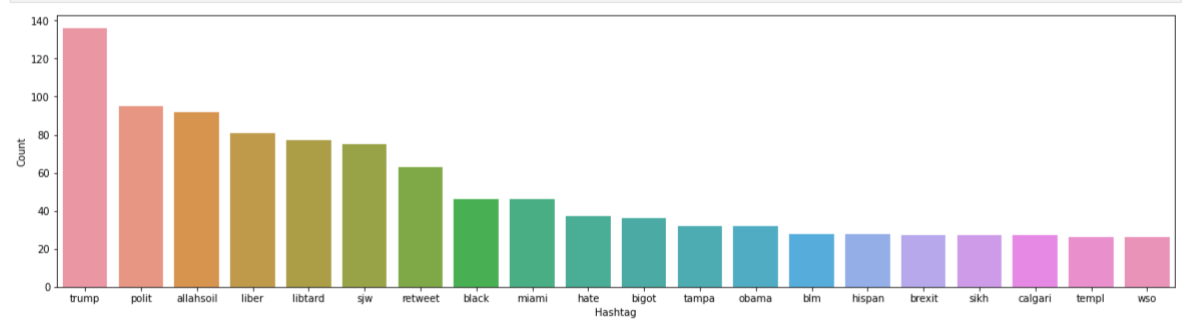 140
120
100
80
60
40
20
0
Count
trump polit allahsoil liber libtard sjw retweet black miami hate bigot tampa obama blm hispan brexit sikh calgari templ wso
Hashtag